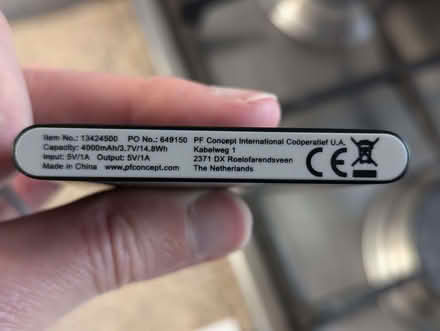 Item No.: 13424500 PO No.: 649150
Capacity: 4000mAh/3.7V/14.8Wh
Input: 5V/1A Output: 5V/1A
Made in China www.pfconcept.com
PF Concept International Coöperatief U.A.
Kabelweg 1
2371 DX Roelofarendsveen
The Netherlands
CE